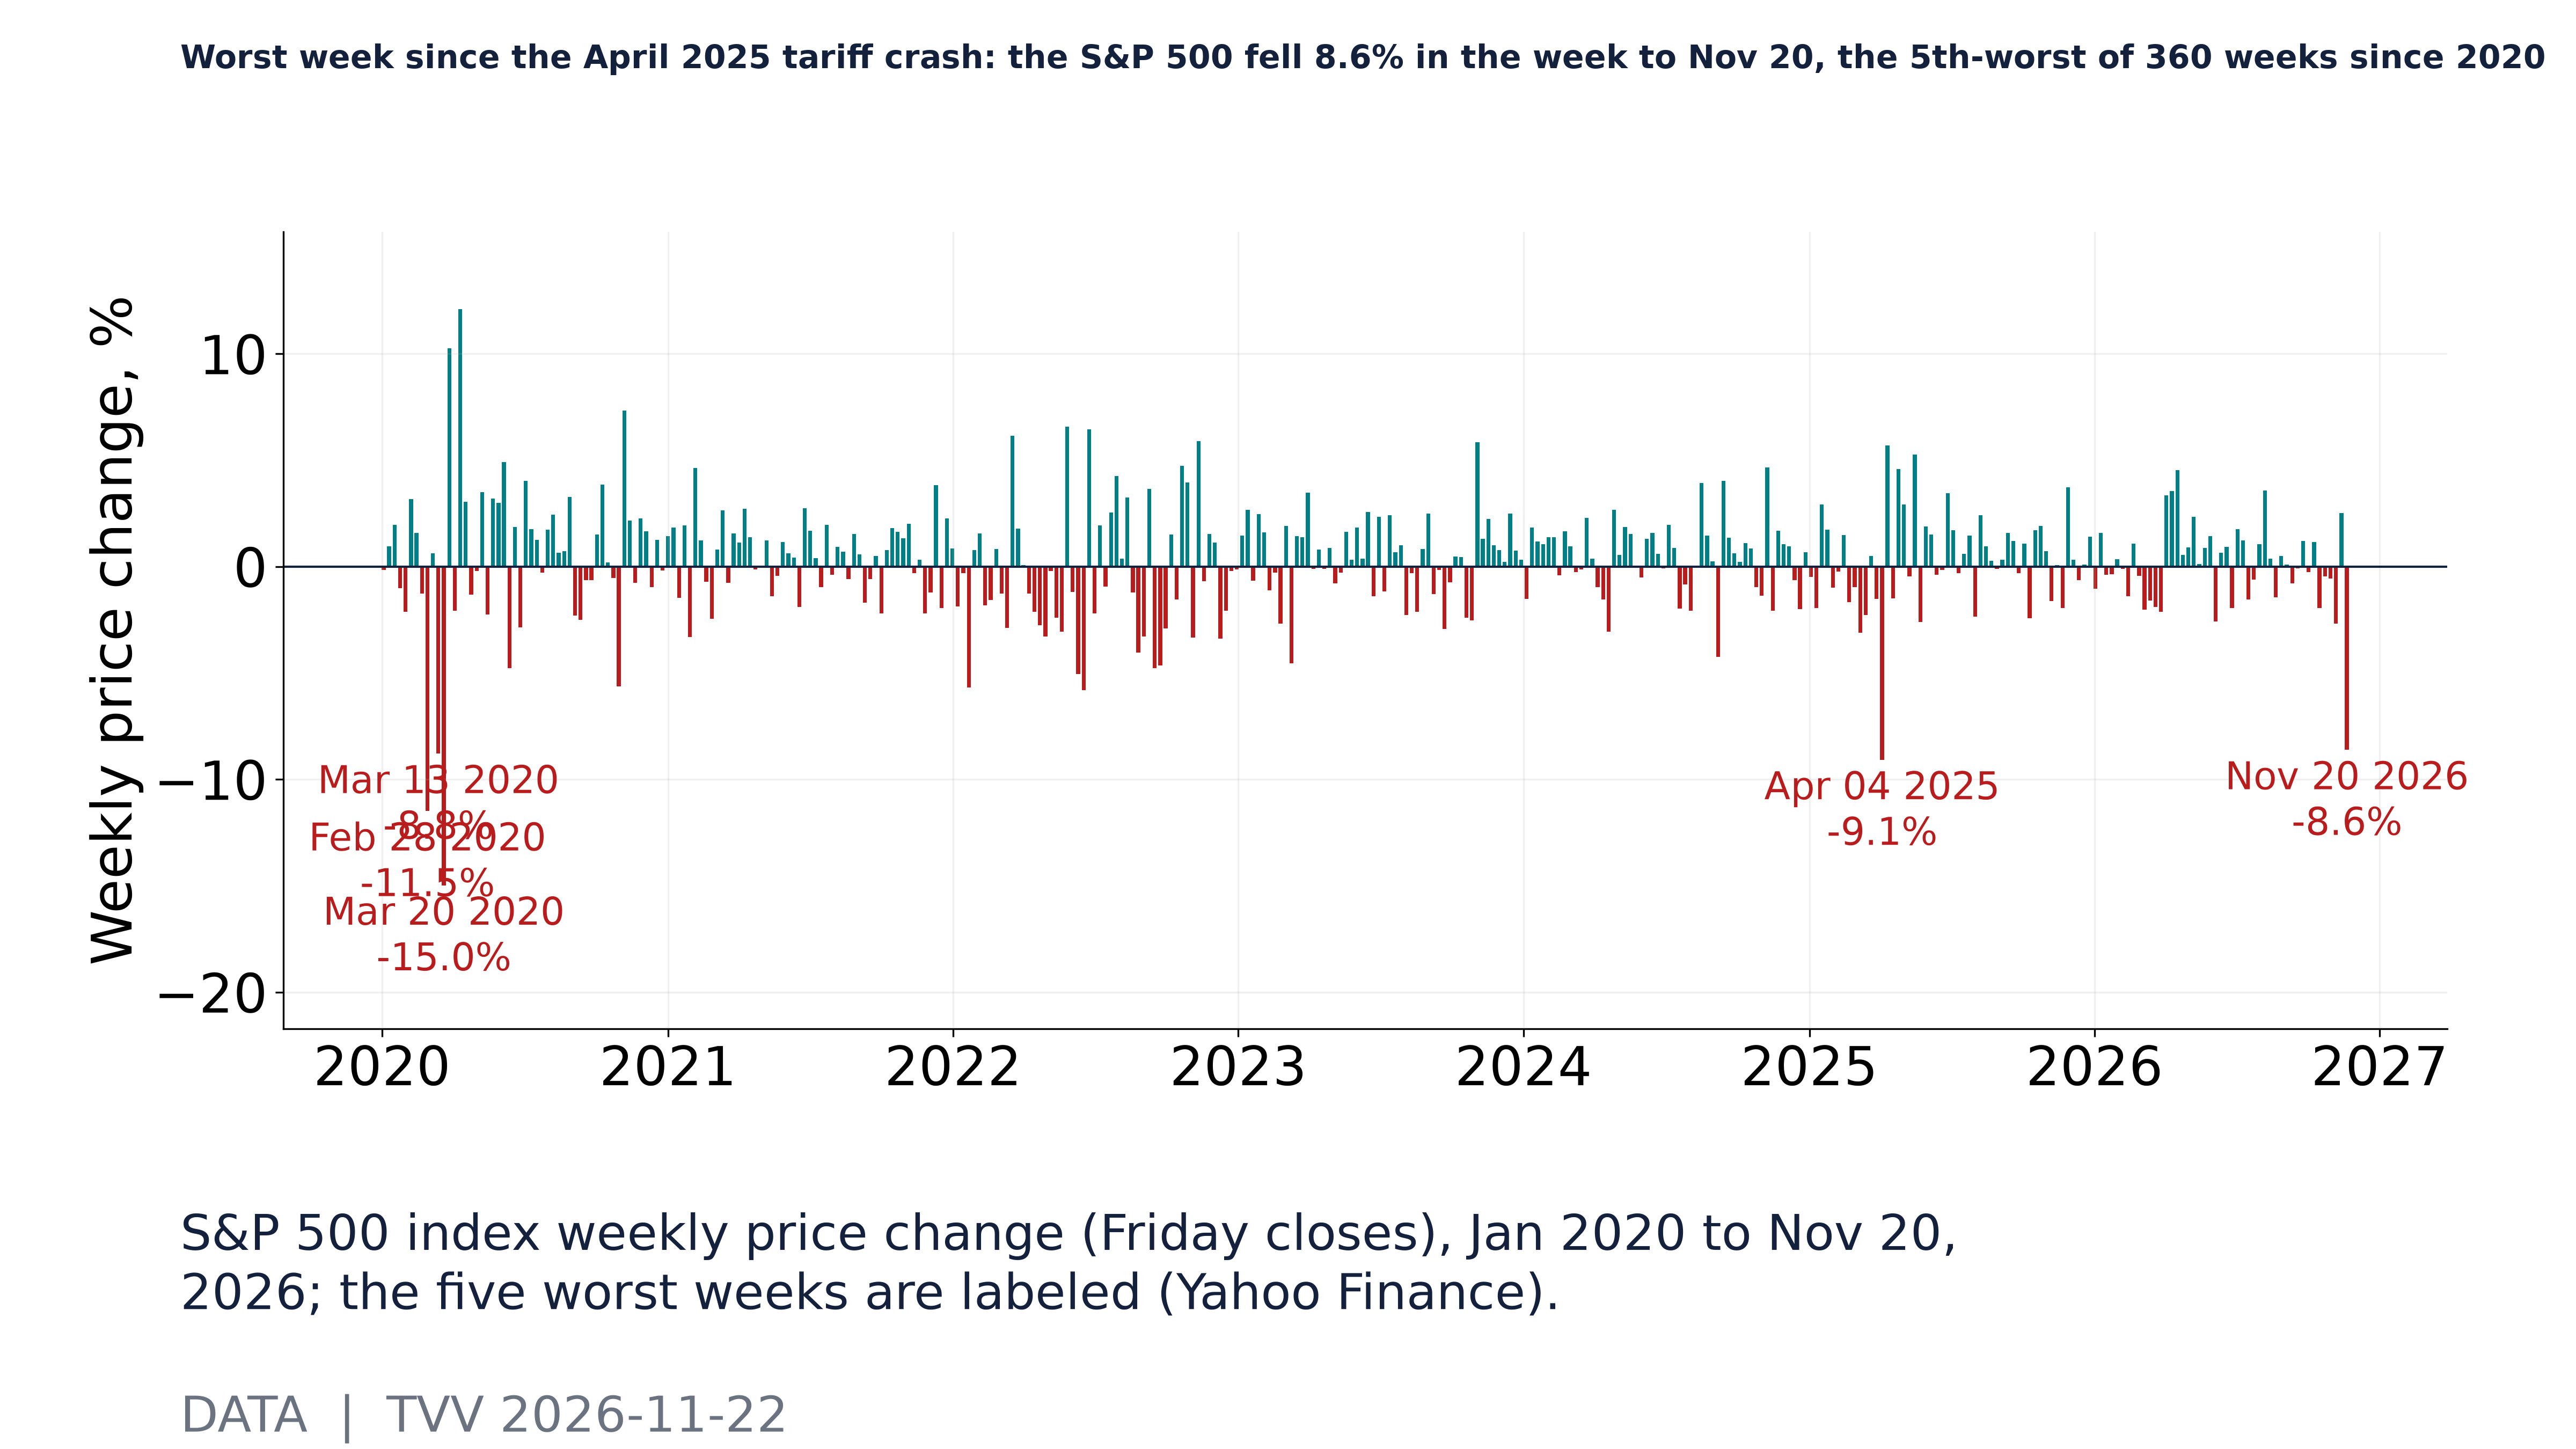 Worst week since the April 2025 tariff crash: the S&P 500 fell 8.6% in the week to Nov 20, the 5th-worst of 360 weeks since 2020
Weekly price change, %
10
0
−10
−20
Mar 13 2020
-8.8%
Feb 28 2020
-11.5%
Mar 20 2020
-15.0%
Apr 04 2025
-9.1%
Nov 20 2026
-8.6%
2020
2021
2022
2023
2024
2025
2026
2027
S&P 500 index weekly price change (Friday closes), Jan 2020 to Nov 20,
2026; the five worst weeks are labeled (Yahoo Finance).
DATA | TVV 2026-11-22